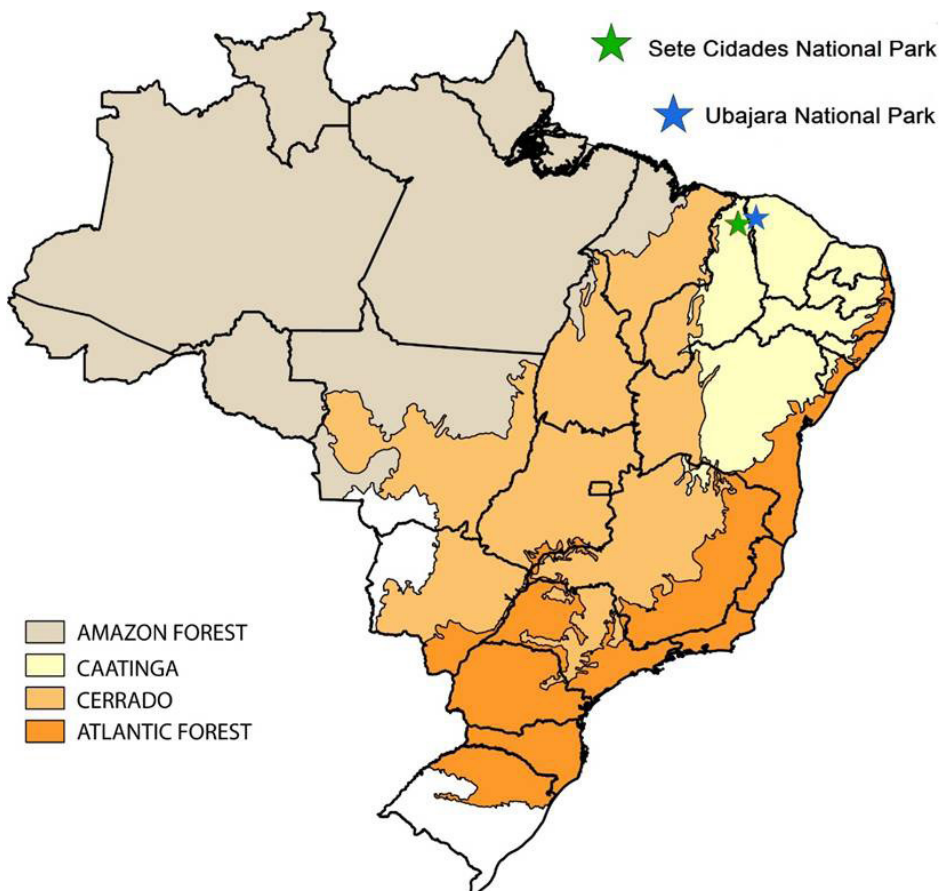 Sete Cidades National Park
Ubajara National Park
AMAZON FOREST
CAATINGA
CERRADO
ATLANTIC FOREST